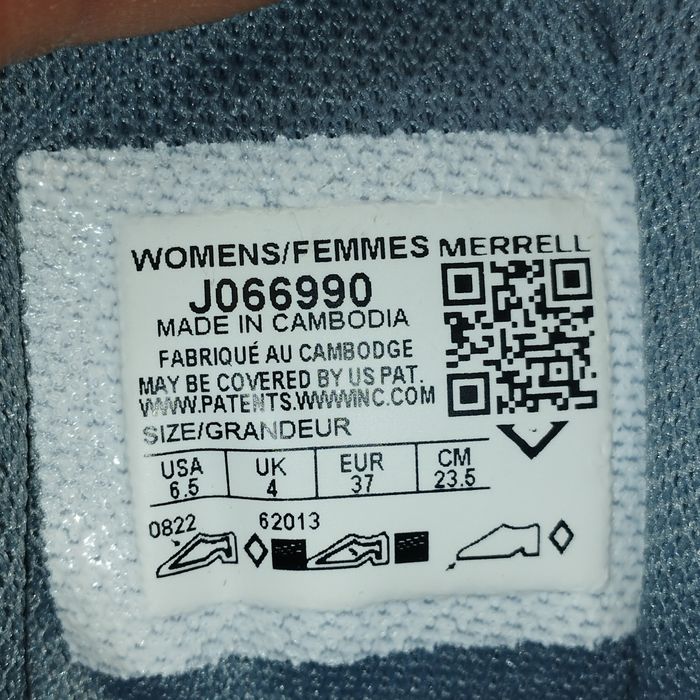 WOMENS/FEMMES MERRELL
J066990
MADE IN CAMBODIA
FABRIQUÉ AU CAMBODGE
MAY BE COVERED BY US PAT.
WWW.PATENTS.WWWINC.COM
SIZE/GRANDEUR
USA UK EUR CM
6.5 4 37 23.5
0822 62013